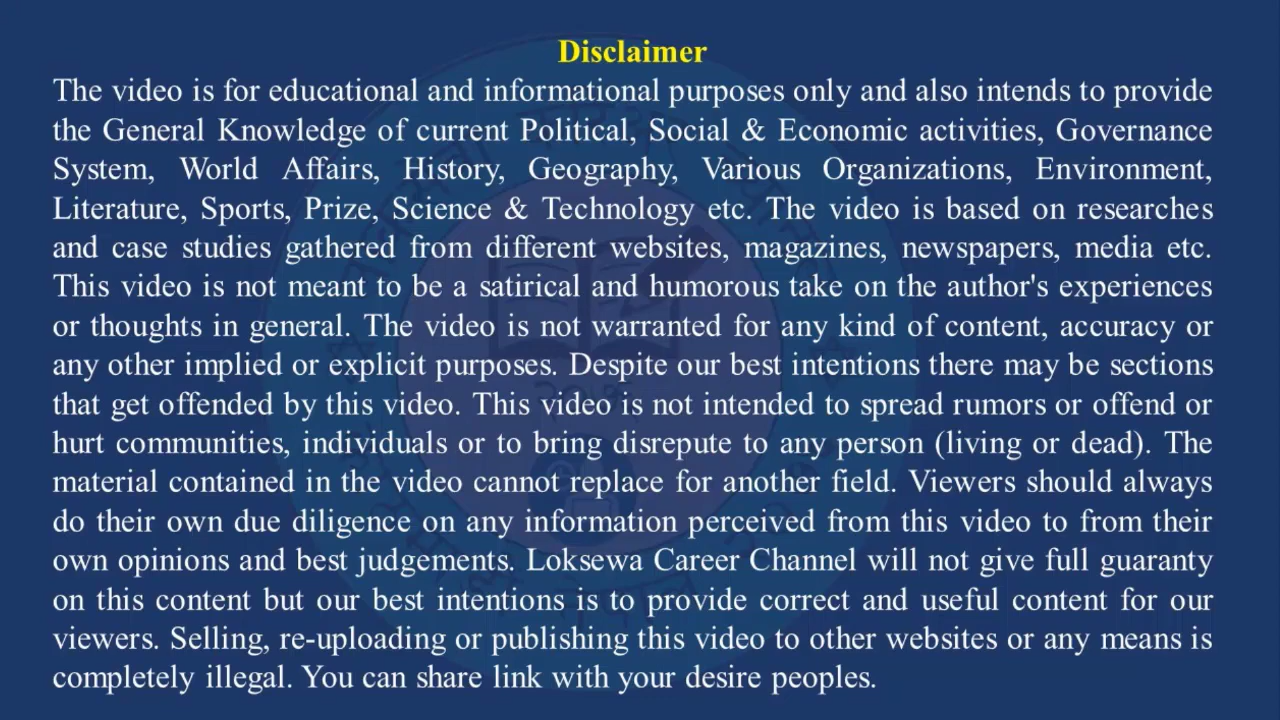 Disclaimer
The video is for educational and informational purposes only and also intends to provide
the General Knowledge of current Political, Social & Economic activities, Governance
System, World Affairs, History, Geography, Various Organizations, Environment,
Literature, Sports, Prize, Science & Technology etc. The video is based on researches
and case studies gathered from different websites, magazines, newspapers, media etc.
This video is not meant to be a satirical and humorous take on the author's experiences
or thoughts in general. The video is not warranted for any kind of content, accuracy or
any other implied or explicit purposes. Despite our best intentions there may be sections
that get offended by this video. This video is not intended to spread rumors or offend or
hurt communities, individuals or to bring disrepute to any person (living or dead). The
material contained in the video cannot replace for another field. Viewers should always
do their own due diligence on any information perceived from this video to from their
own opinions and best judgements. Loksewa Career Channel will not give full guaranty
on this content but our best intentions is to provide correct and useful content for our
viewers. Selling, re-uploading or publishing this video to other websites or any means is
completely illegal. You can share link with your desire peoples.